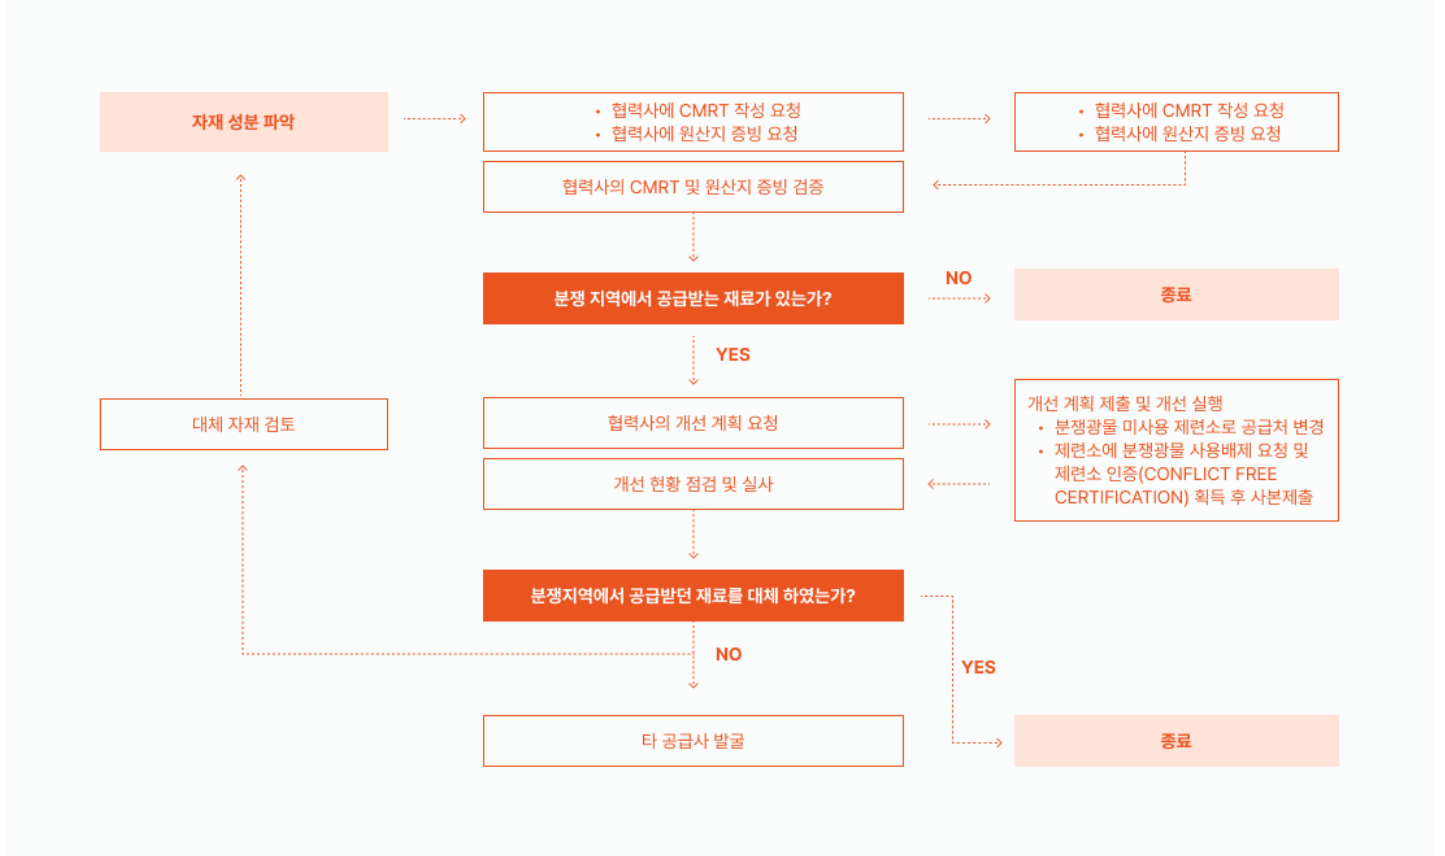 자재 성분 파악
• 협력사에 CMRT 작성 요청
• 협력사에 원산지 증빙 요청
• 협력사에 CMRT 작성 요청
• 협력사에 원산지 증빙 요청
협력사의 CMRT 및 원산지 증빙 검증
분쟁 지역에서 공급받는 재료가 있는가?
NO
종료
YES
대체 자재 검토
협력사의 개선 계획 요청
개선 계획 제출 및 개선 실행
• 분쟁광물 미사용 제련소로 공급처 변경
• 제련소에 분쟁광물 사용배제 요청 및
제련소 인증(CONFLICT FREE
CERTIFICATION) 획득 후 사본제출
개선 현황 점검 및 실사
분쟁지역에서 공급받던 재료를 대체 하였는가?
NO
YES
타 공급사 발굴
종료